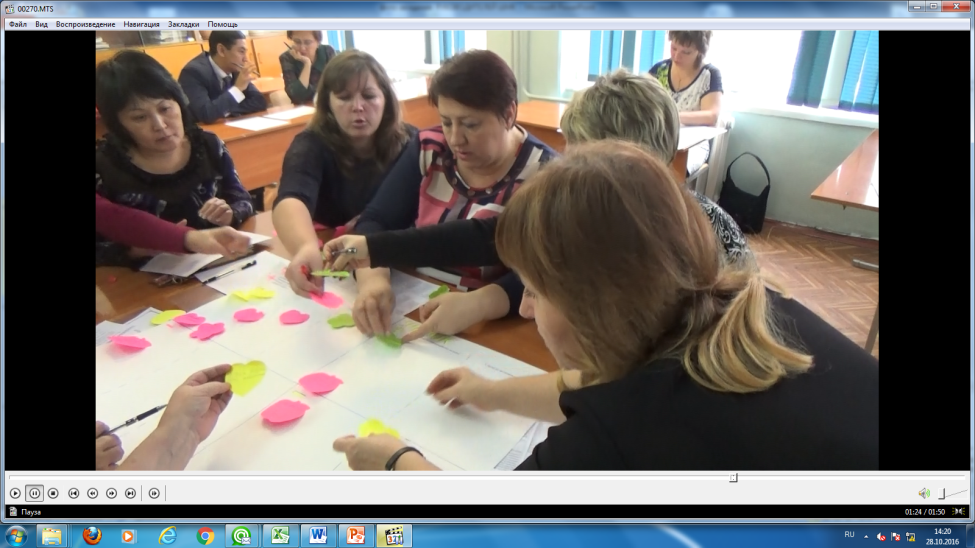 00270.MTS
Файл Вид Воспроизведение Навигация Закладки Помощь
Пауза
01:24 / 01:50
RU
14:20
28.10.2016